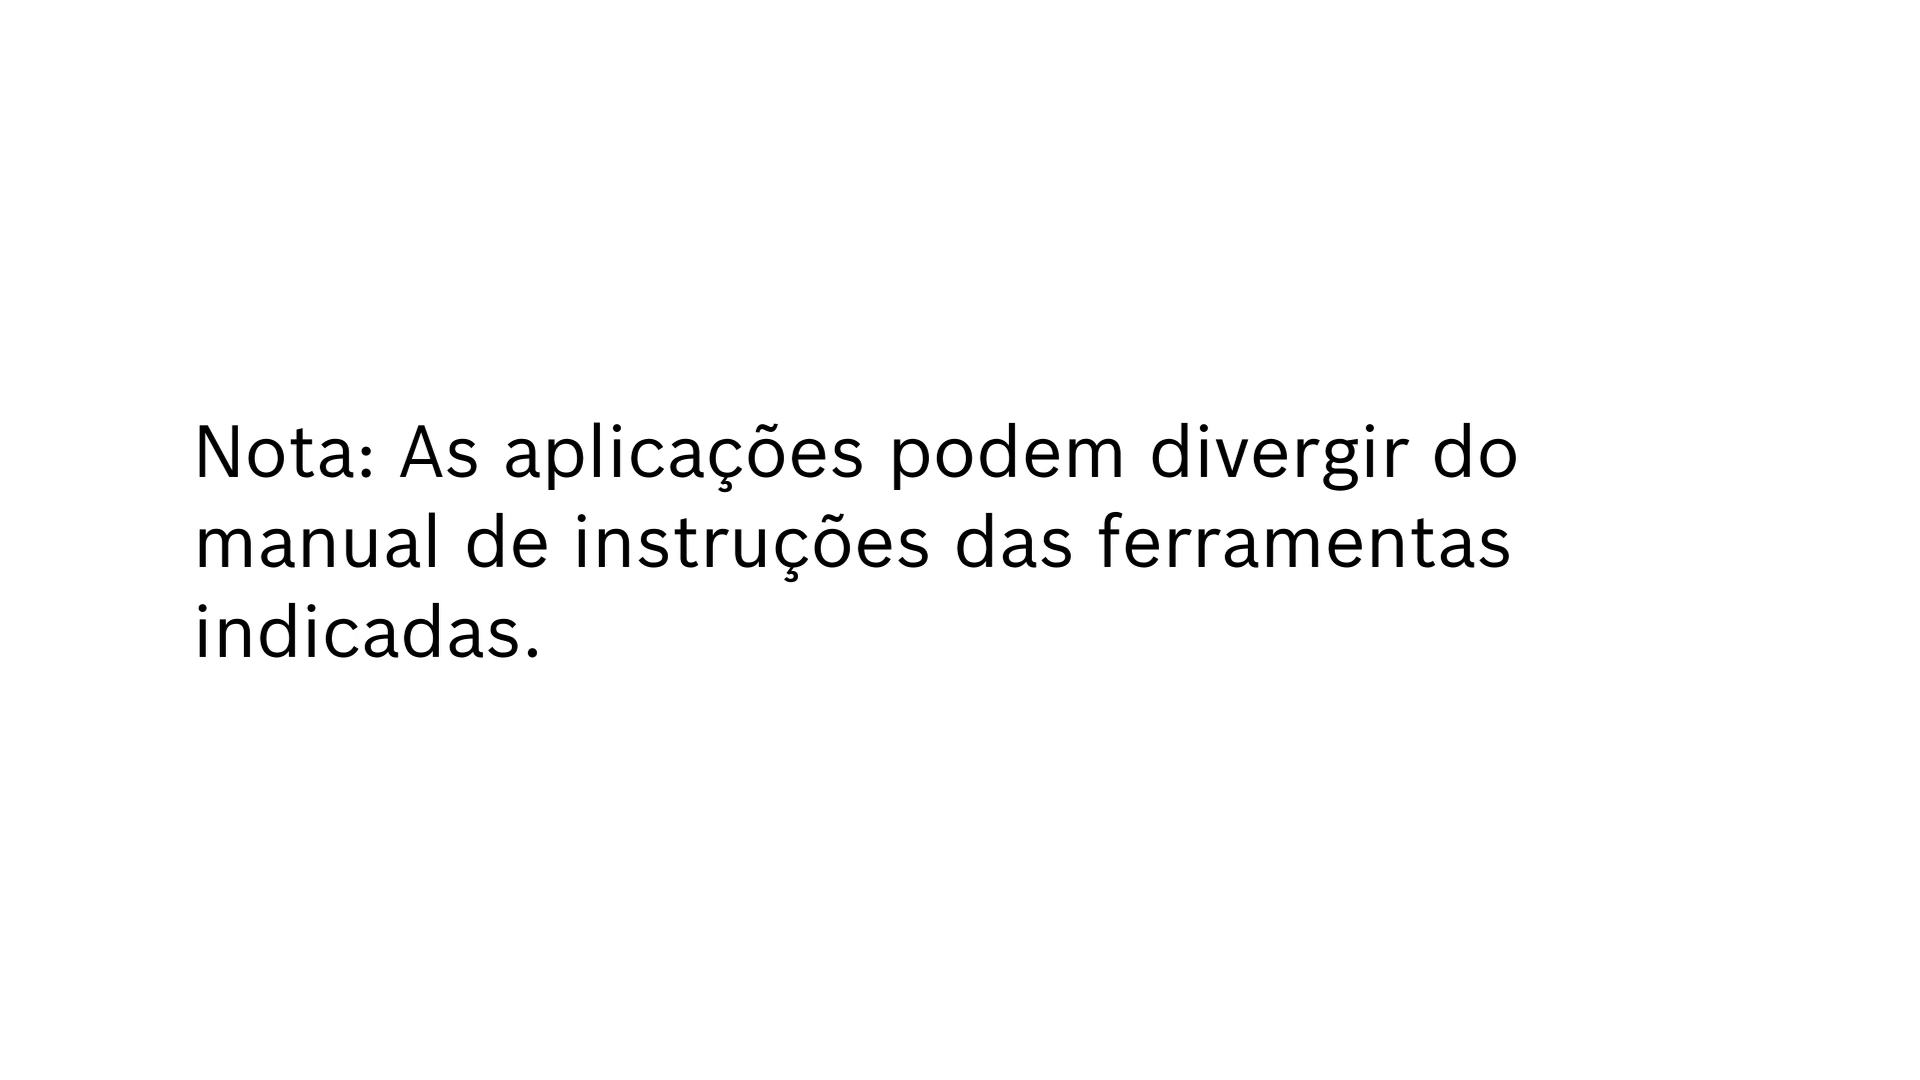 Nota: As aplicações podem divergir do
manual de instruções das ferramentas
indicadas.